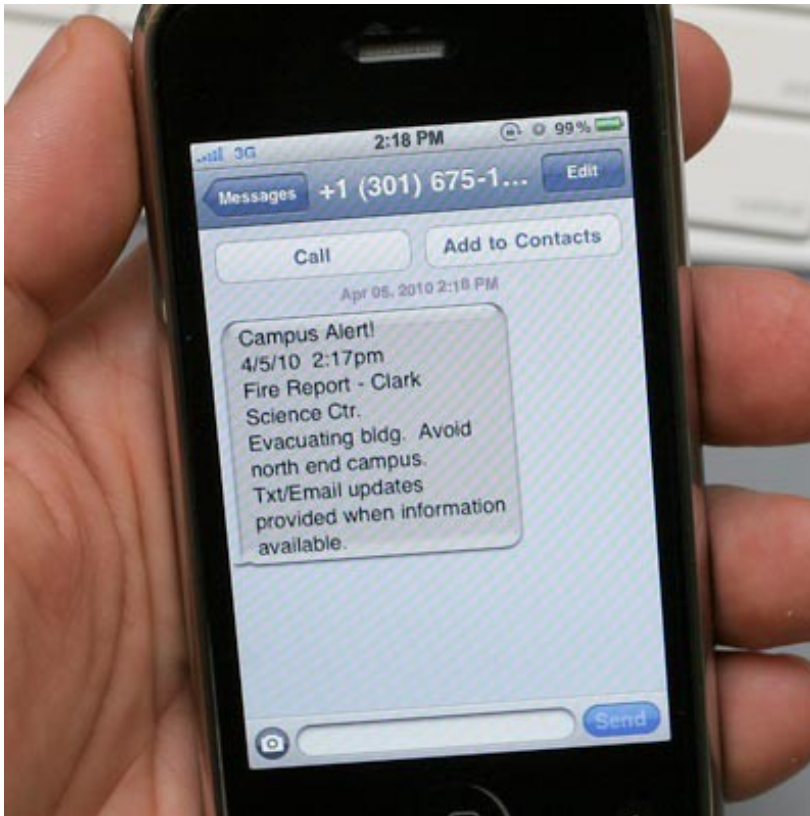 3G 2:18 PM 99%
Messages +1 (301) 675-1... Edit
Call Add to Contacts
Apr 05, 2010 2:18 PM
Campus Alert!
4/5/10 2:17pm
Fire Report - Clark
Science Ctr.
Evacuating bldg. Avoid
north end campus.
Txt/Email updates
provided when information
available.
Send